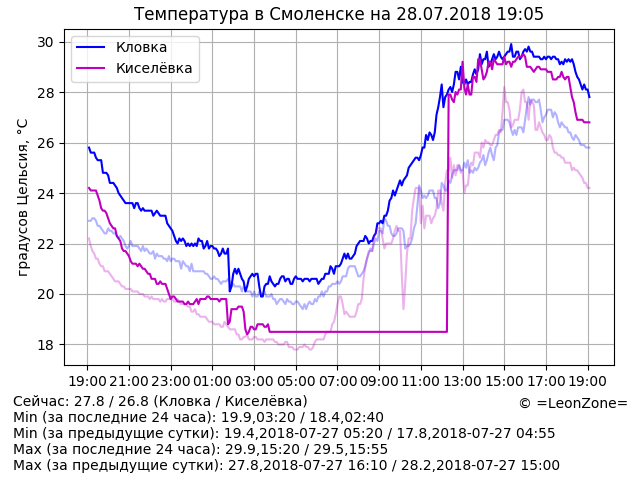 Температура в Смоленске на 28.07.2018 19:05
Кловка
Киселёвка
градусов Цельсия, °C
30
28
26
24
22
20
18
19:00 21:00 23:00 01:00 03:00 05:00 07:00 09:00 11:00 13:00 15:00 17:00 19:00
Сейчас: 27.8 / 26.8 (Кловка / Киселёвка)
© =LeonZone=
Min (за последние 24 часа): 19.9,03:20 / 18.4,02:40
Min (за предыдущие сутки): 19.4,2018-07-27 05:20 / 17.8,2018-07-27 04:55
Max (за последние 24 часа): 29.9,15:20 / 29.5,15:55
Max (за предыдущие сутки): 27.8,2018-07-27 16:10 / 28.2,2018-07-27 15:00